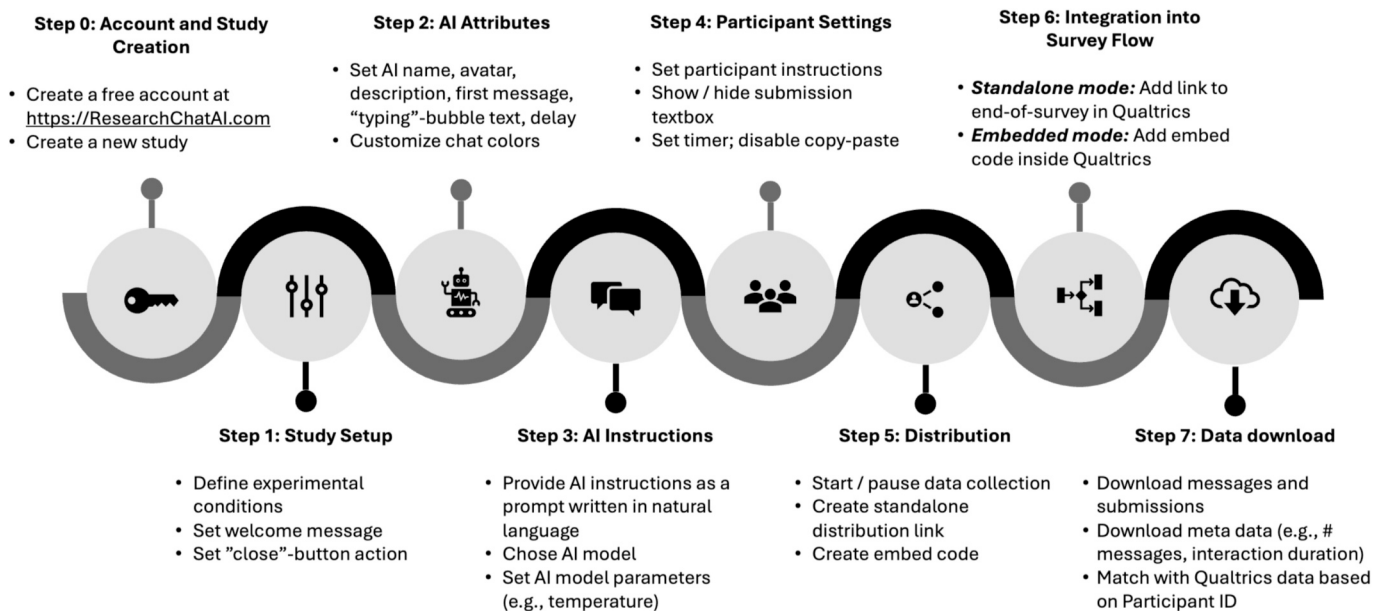 Step 0: Account and Study
Creation
• Create a free account at
https://ResearchChatAI.com
• Create a new study
Step 2: AI Attributes
• Set AI name, avatar,
description, first message,
“typing”-bubble text, delay
• Customize chat colors
Step 4: Participant Settings
• Set participant instructions
• Show / hide submission
textbox
• Set timer; disable copy-paste
Step 6: Integration into
Survey Flow
• Standalone mode: Add link to
end-of-survey in Qualtrics
• Embedded mode: Add embed
code inside Qualtrics
Step 1: Study Setup
• Define experimental
conditions
• Set welcome message
• Set ”close”-button action
Step 3: AI Instructions
• Provide AI instructions as a
prompt written in natural
language
• Chose AI model
• Set AI model parameters
(e.g., temperature)
Step 5: Distribution
• Start / pause data collection
• Create standalone
distribution link
• Create embed code
Step 7: Data download
• Download messages and
submissions
• Download meta data (e.g., #
messages, interaction duration)
• Match with Qualtrics data based
on Participant ID